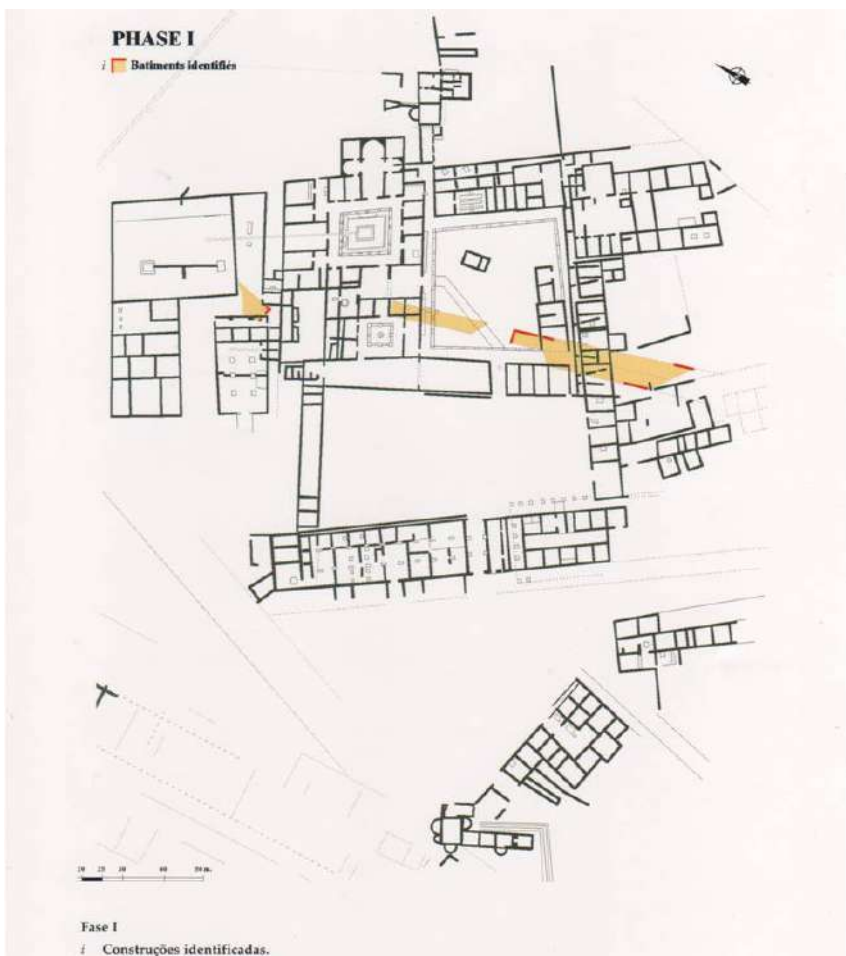 PHASE I
i Batiments identifiés
Fase I
i Construções identificadas.